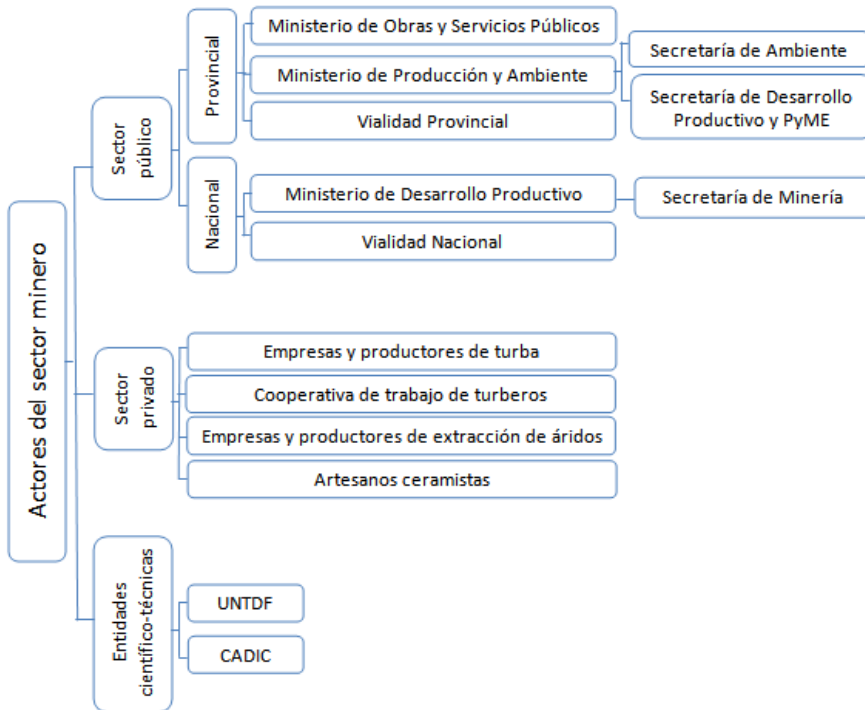 Actores del sector minero
Sector
público
Provincial
Ministerio de Obras y Servicios Públicos
Ministerio de Producción y Ambiente
Secretaría de Ambiente
Secretaría de Desarrollo
Productivo y PyME
Vialidad Provincial
Nacional
Ministerio de Desarrollo Productivo
Secretaría de Minería
Vialidad Nacional
Sector
privado
Empresas y productores de turba
Cooperativa de trabajo de turberos
Empresas y productores de extracción de áridos
Artesanos ceramistas
Entidades
científico-técnicas
UNTDF
CADIC